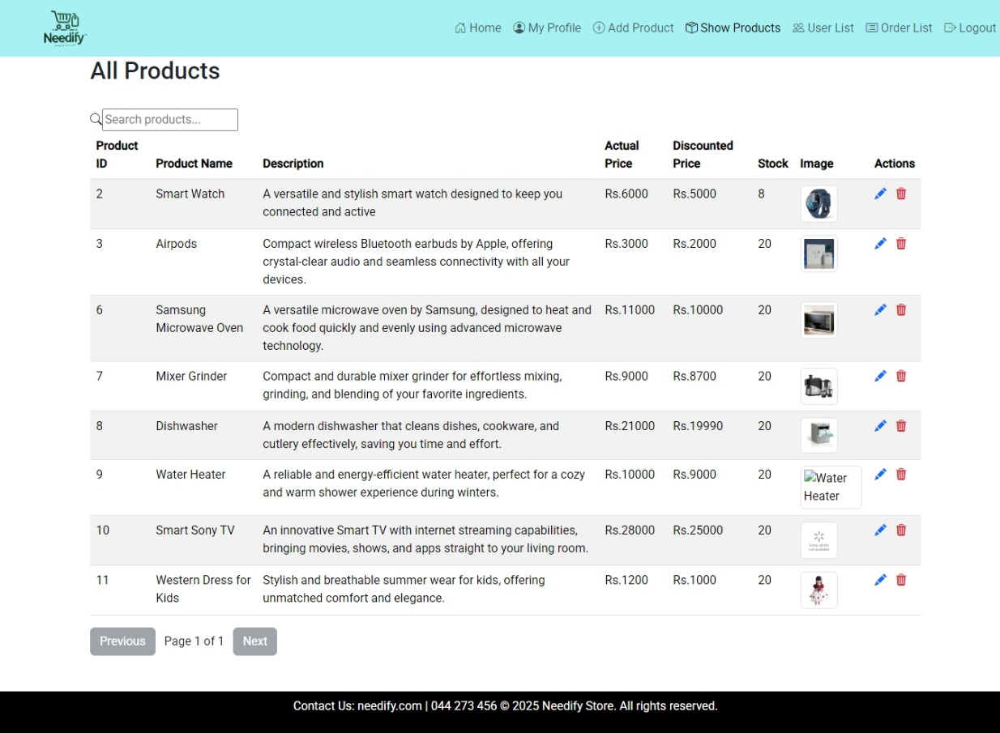 Needify
Home My Profile Add Product Show Products User List Order List Logout
All Products
Search products...
Product ID Product Name Description Actual Price Discounted Price Stock Image Actions
2 Smart Watch A versatile and stylish smart watch designed to keep you Rs.6000 Rs.5000 8
connected and active
3 Airpods Compact wireless Bluetooth earbuds by Apple, offering Rs.3000 Rs.2000 20
crystal-clear audio and seamless connectivity with all your
devices.
6 Samsung A versatile microwave oven by Samsung, designed to heat and Rs.11000 Rs.10000 20
Microwave Oven cook food quickly and evenly using advanced microwave
technology.
7 Mixer Grinder Compact and durable mixer grinder for effortless mixing, Rs.9000 Rs.8700 20
grinding, and blending of your favorite ingredients.
8 Dishwasher A modern dishwasher that cleans dishes, cookware, and Rs.21000 Rs.19990 20
cutlery effectively, saving you time and effort.
9 Water Heater A reliable and energy-efficient water heater, perfect for a cozy Rs.10000 Rs.9000 20 Water
and warm shower experience during winters. Heater
10 Smart Sony TV An innovative Smart TV with internet streaming capabilities, Rs.28000 Rs.25000 20
bringing movies, shows, and apps straight to your living room.
11 Western Dress for Stylish and breathable summer wear for kids, offering Rs.1200 Rs.1000 20
Kids unmatched comfort and elegance.
Previous Page 1 of 1 Next
Contact Us: needify.com | 044 273 456 © 2025 Needify Store. All rights reserved.